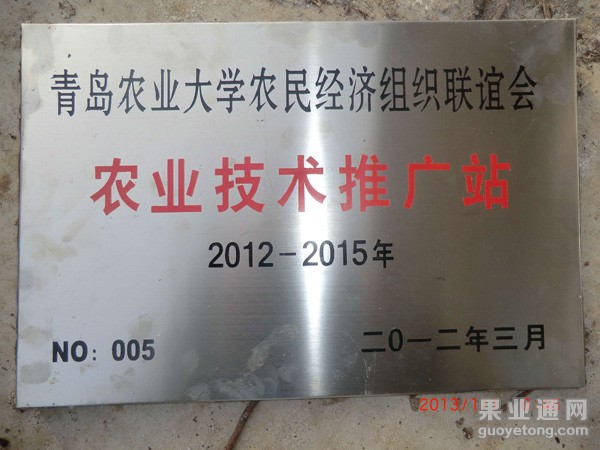 青岛农业大学农民经济组织联谊会
农业技术推广站
2012－2015年
NO：005
二0一二年三月
2013/1
果业通网
guoyetong.com